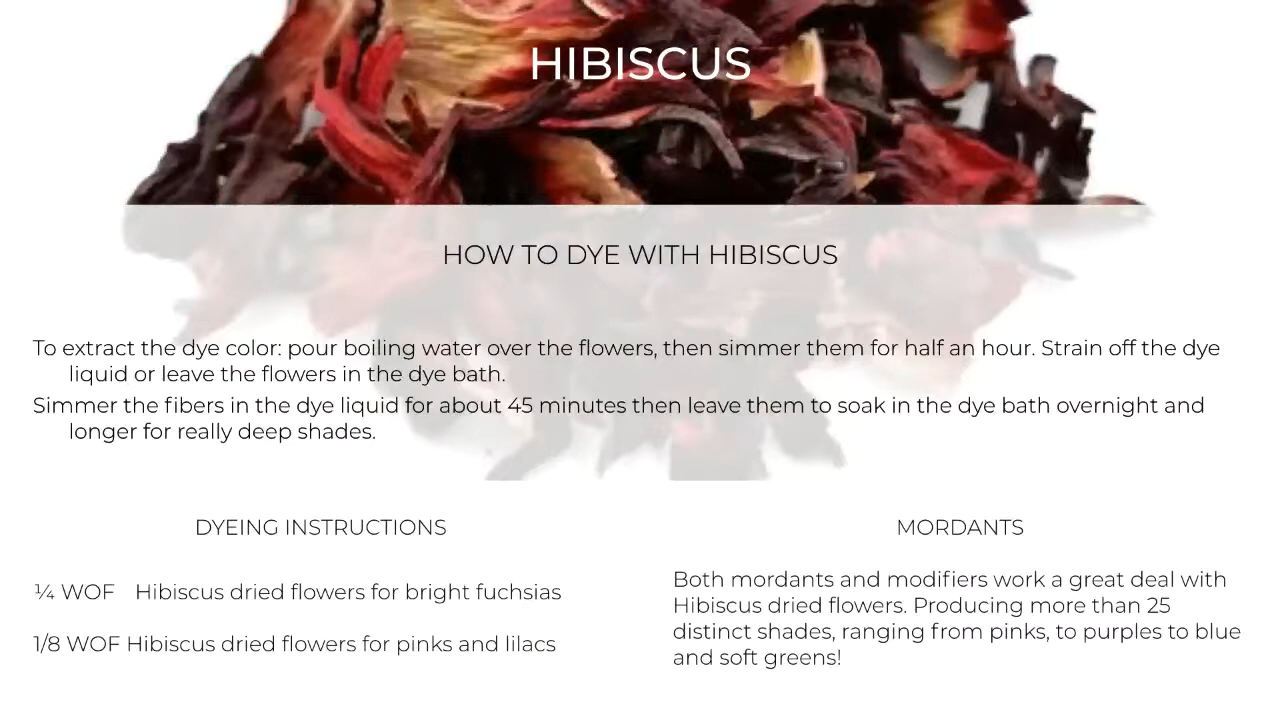 HIBISCUS
HOW TO DYE WITH HIBISCUS
To extract the dye color: pour boiling water over the flowers, then simmer them for half an hour. Strain off the dye
liquid or leave the flowers in the dye bath.
Simmer the fibers in the dye liquid for about 45 minutes then leave them to soak in the dye bath overnight and
longer for really deep shades.
DYEING INSTRUCTIONS
¼ WOF Hibiscus dried flowers for bright fuchsias
1/8 WOF Hibiscus dried flowers for pinks and lilacs
MORDANTS
Both mordants and modifiers work a great deal with
Hibiscus dried flowers. Producing more than 25
distinct shades, ranging from pinks, to purples to blue
and soft greens!